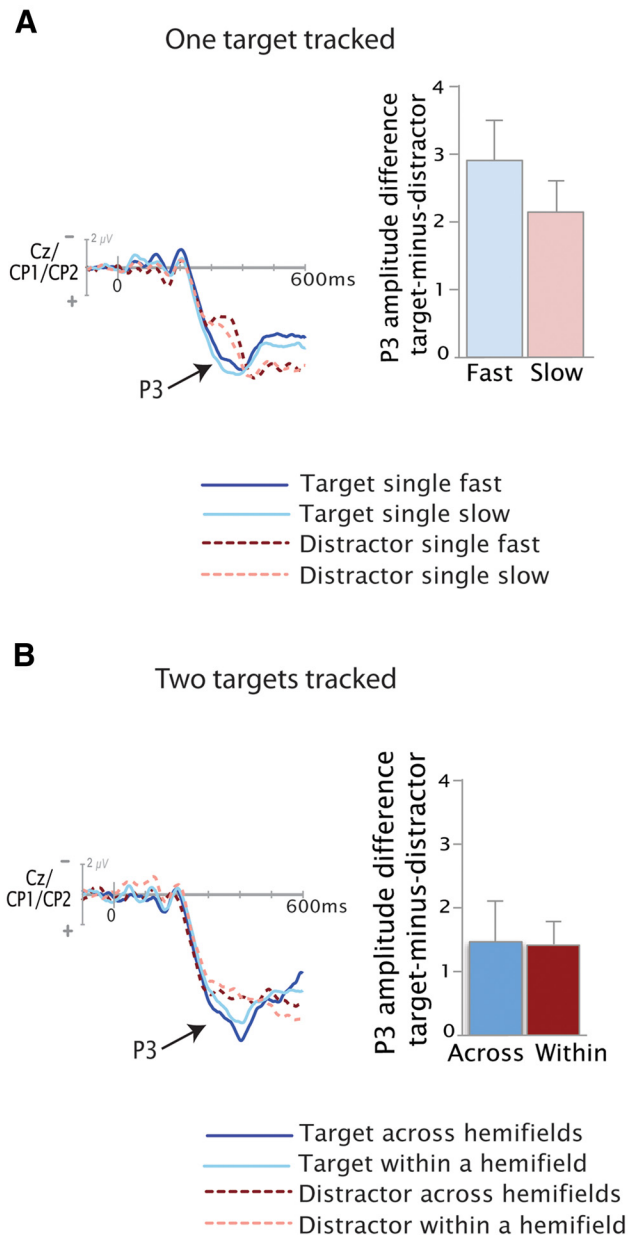 A
One target tracked
P3 amplitude difference
target-minus-distractor
4
3
2
1
0
Fast Slow
−
2 µV
Cz/
CP1/CP2
+
0
600ms
P3
Target single fast
Target single slow
Distractor single fast
Distractor single slow
B
Two targets tracked
P3 amplitude difference
target-minus-distractor
4
3
2
1
0
Across Within
−
2 µV
Cz/
CP1/CP2
+
0
600ms
P3
Target across hemifields
Target within a hemifield
Distractor across hemifields
Distractor within a hemifield